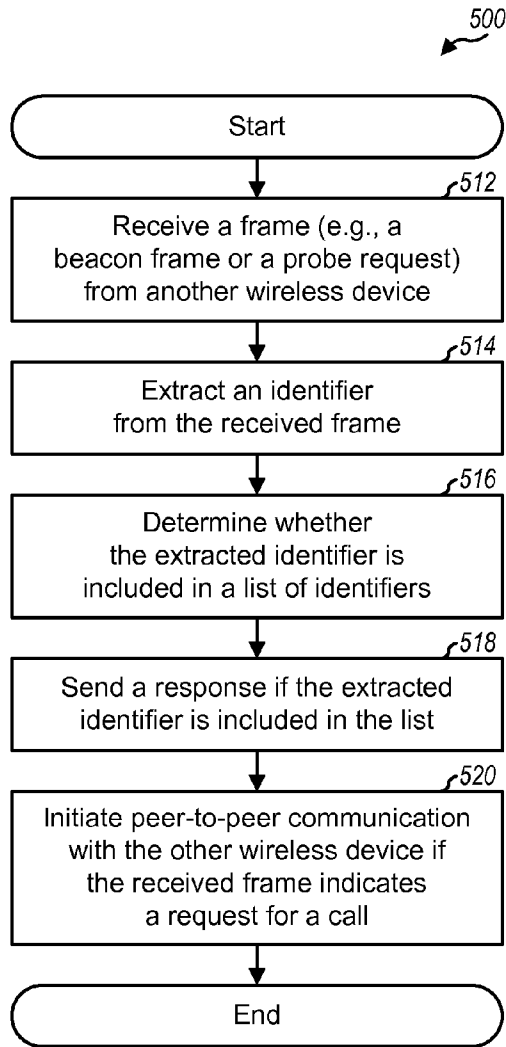 500
Start
512
Receive a frame (e.g., a
beacon frame or a probe request)
from another wireless device
514
Extract an identifier
from the received frame
516
Determine whether
the extracted identifier is
included in a list of identifiers
518
Send a response if the extracted
identifier is included in the list
520
Initiate peer-to-peer communication
with the other wireless device if
the received frame indicates
a request for a call
End